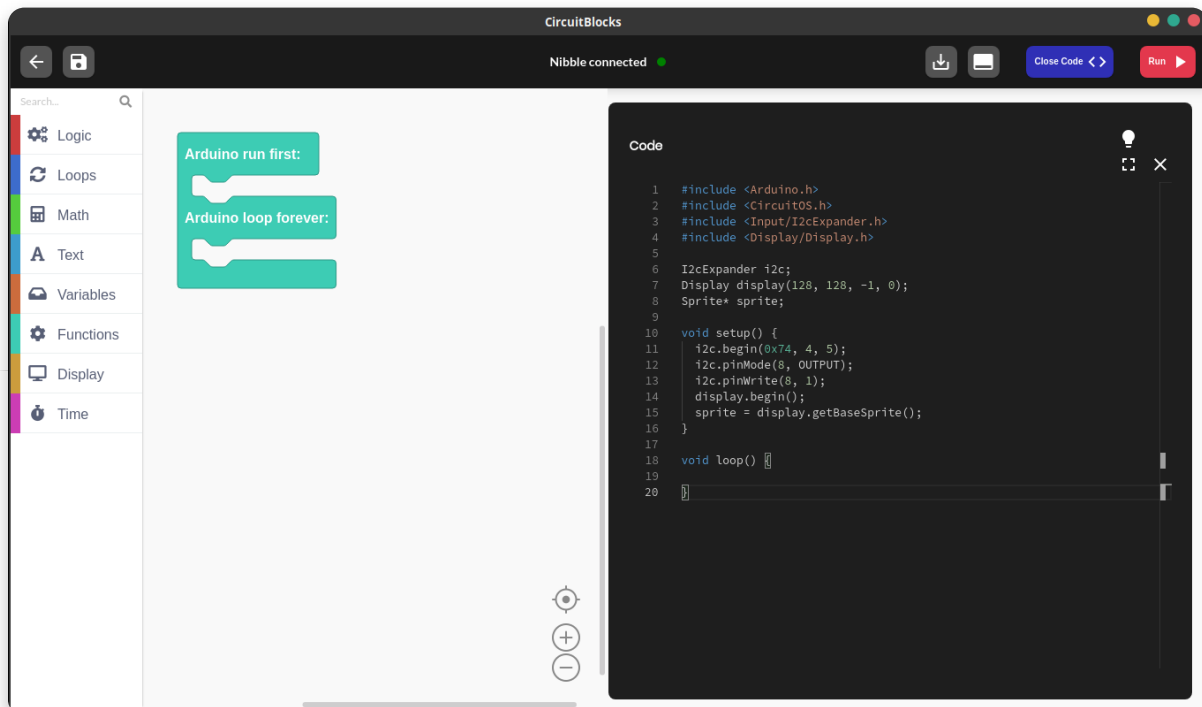 CircuitBlocks
Nibble connected
Close Code < >
Run
Search...
Logic
Loops
Math
Text
Variables
Functions
Display
Time
Arduino run first:
Arduino loop forever:
Code
1 #include <Arduino.h>
2 #include <CircuitOS.h>
3 #include <Input/I2cExpander.h>
4 #include <Display/Display.h>
5
6 I2cExpander i2c;
7 Display display(128, 128, -1, 0);
8 Sprite* sprite;
9
10 void setup() {
11   i2c.begin(0x74, 4, 5);
12   i2c.pinMode(8, OUTPUT);
13   i2c.pinWrite(8, 1);
14   display.begin();
15   sprite = display.getBaseSprite();
16 }
17
18 void loop() {
19
20 }